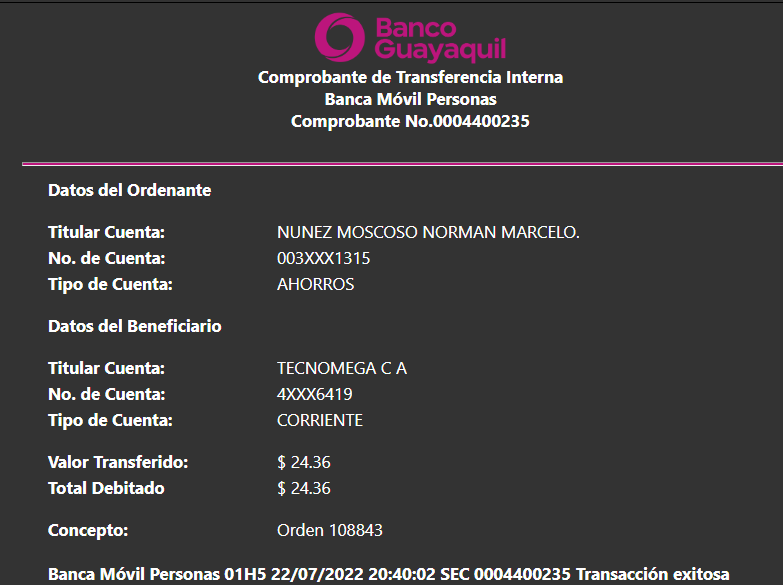 Banco
Guayaquil
Comprobante de Transferencia Interna
Banca Móvil Personas
Comprobante No.0004400235
Datos del Ordenante
Titular Cuenta: NUNEZ MOSCOSO NORMAN MARCELO.
No. de Cuenta: 003XXX1315
Tipo de Cuenta: AHORROS
Datos del Beneficiario
Titular Cuenta: TECNOMEGA C A
No. de Cuenta: 4XXX6419
Tipo de Cuenta: CORRIENTE
Valor Transferido: $ 24.36
Total Debitado $ 24.36
Concepto: Orden 108843
Banca Móvil Personas 01H5 22/07/2022 20:40:02 SEC 0004400235 Transacción exitosa